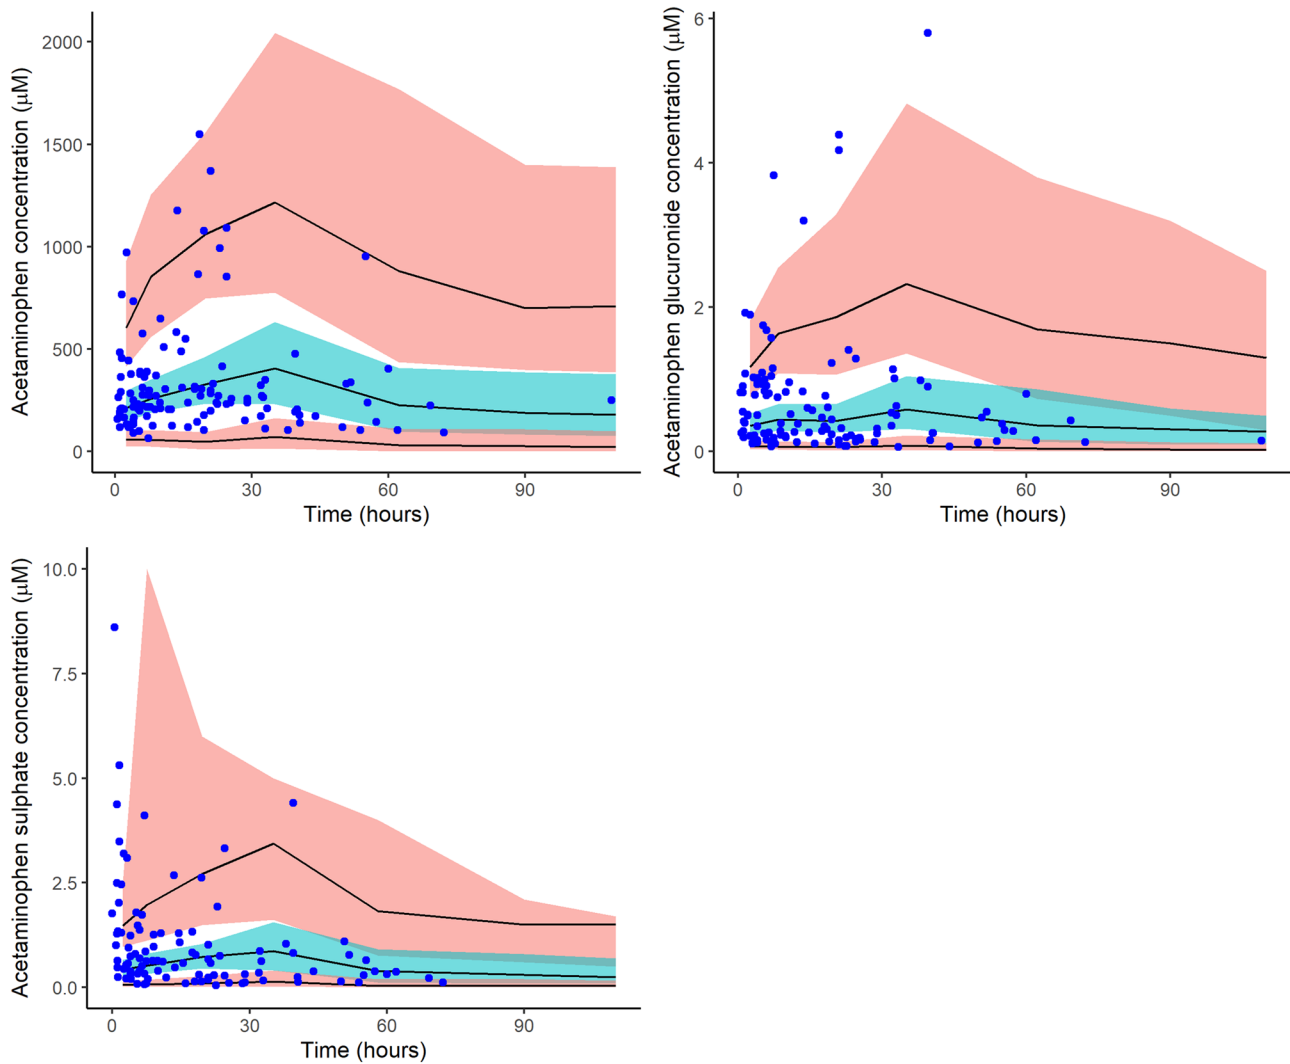 Acetaminophen concentration (μM)
2000
1500
1000
500
0
0 30 60 90
Time (hours)
Acetaminophen glucuronide concentration (μM)
6
4
2
0
0 30 60 90
Time (hours)
Acetaminophen sulphate concentration (μM)
10.0
7.5
5.0
2.5
0.0
0 30 60 90
Time (hours)